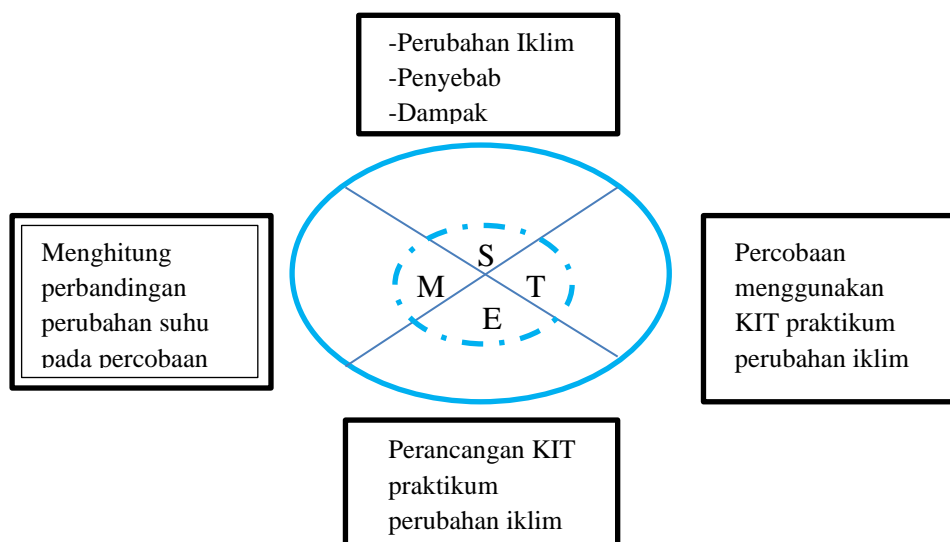 -Perubahan Iklim
-Penyebab
-Dampak
Menghitung
perbandingan
perubahan suhu
pada percobaan
S
M T
E
Percobaan
menggunakan
KIT praktikum
perubahan iklim
Perancangan KIT
praktikum
perubahan iklim